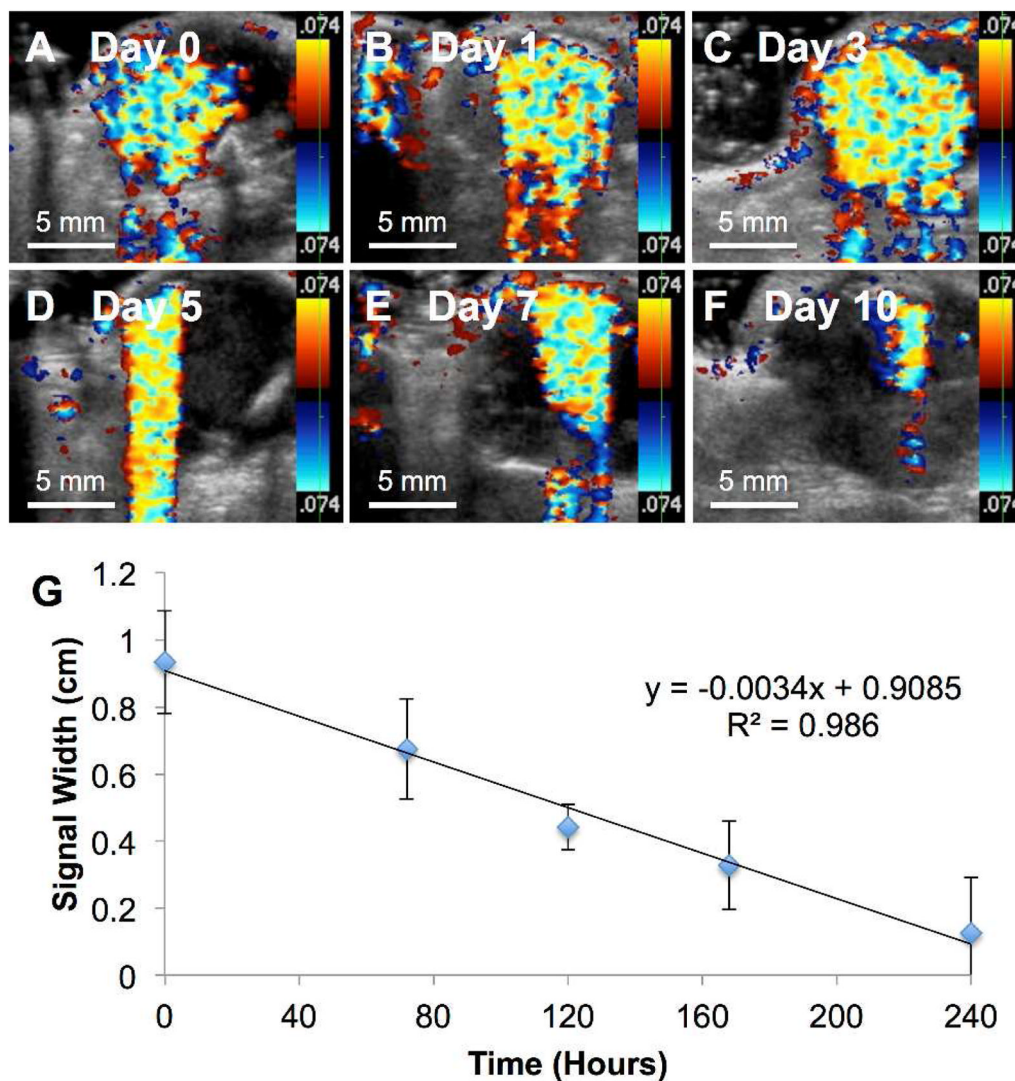 A Day 0
.074
.074
5 mm
B Day 1
.074
.074
5 mm
C Day 3
.074
.074
5 mm
D Day 5
.074
.074
5 mm
E Day 7
.074
.074
5 mm
F Day 10
.074
.074
5 mm
G
1.2
1
0.8
0.6
0.4
0.2
0
Signal Width (cm)
y = -0.0034x + 0.9085
R² = 0.986
0 40 80 120 160 200 240
Time (Hours)